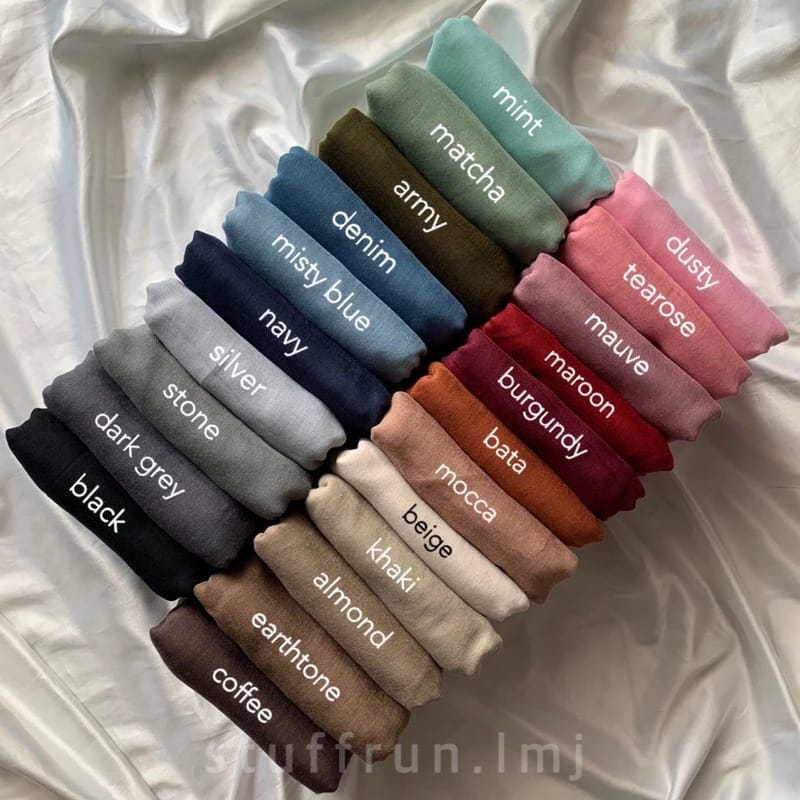 mint
matcha
army
denim
misty blue
navy
silver
stone
dark grey
black
dusty
tearose
mauve
maroon
burgundy
bata
mocca
beige
khaki
almond
earthtone
coffee
stuffrun.lmj